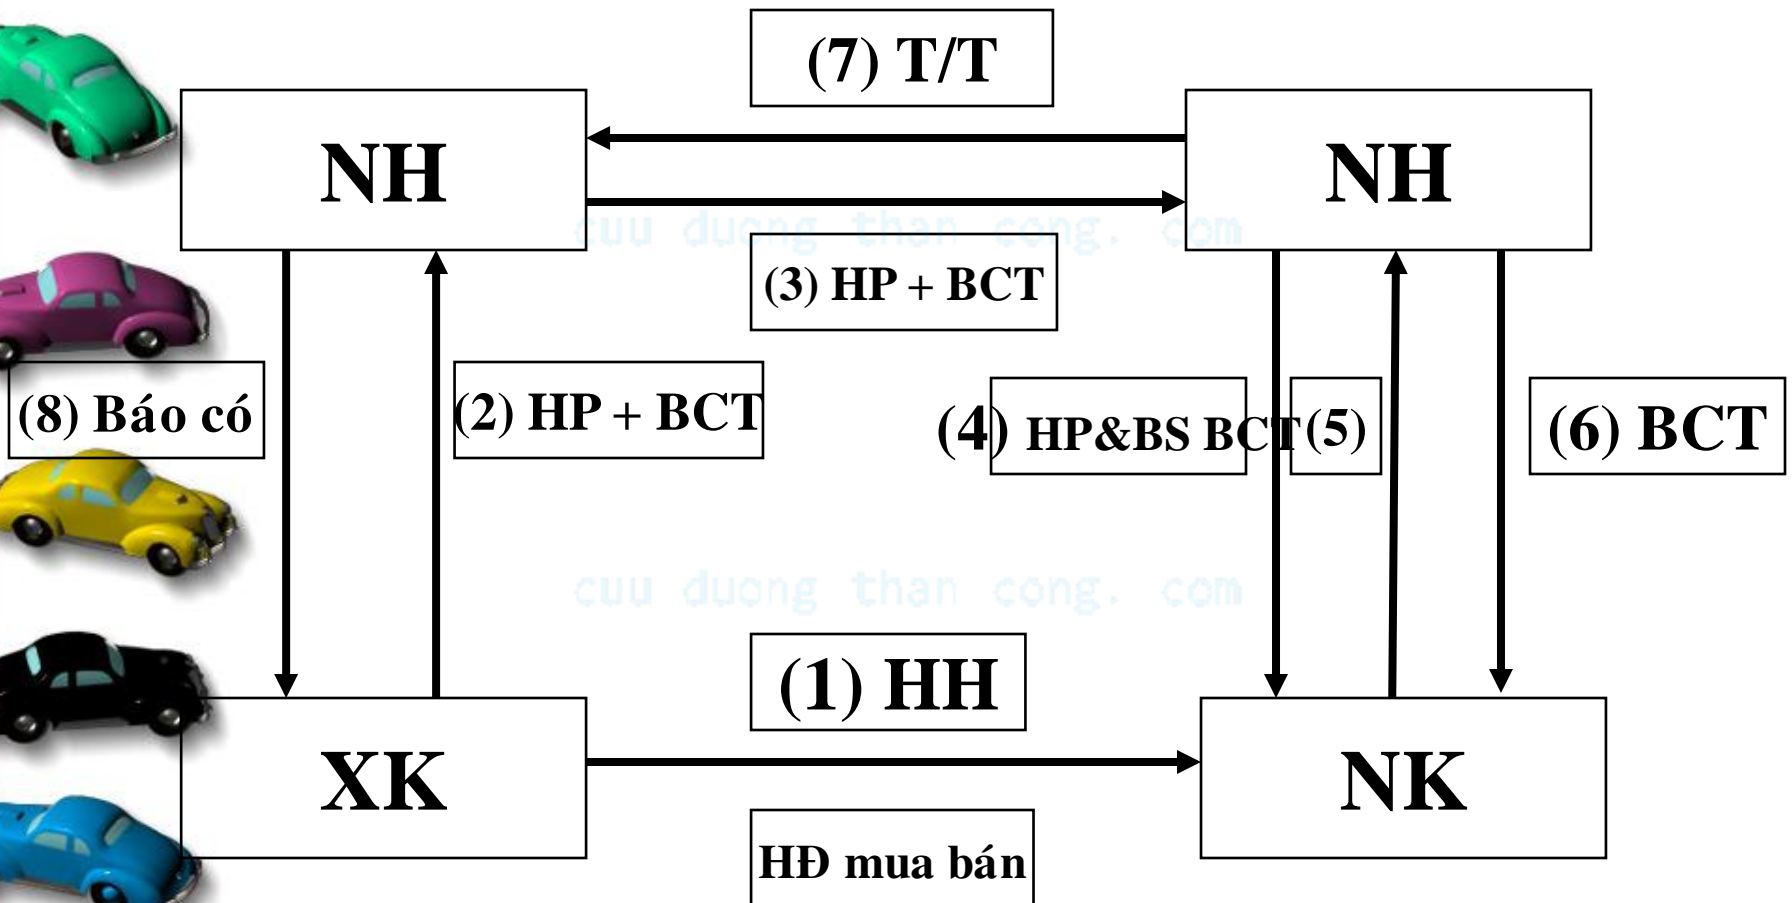 (7) T/T
NH
NH
cuu duong than cong. com
(3) HP + BCT
(8) Báo có
(2) HP + BCT
(4) HP&BS BCT
(5)
(6) BCT
cuu duong than cong. com
(1) HH
XK
NK
HĐ mua bán